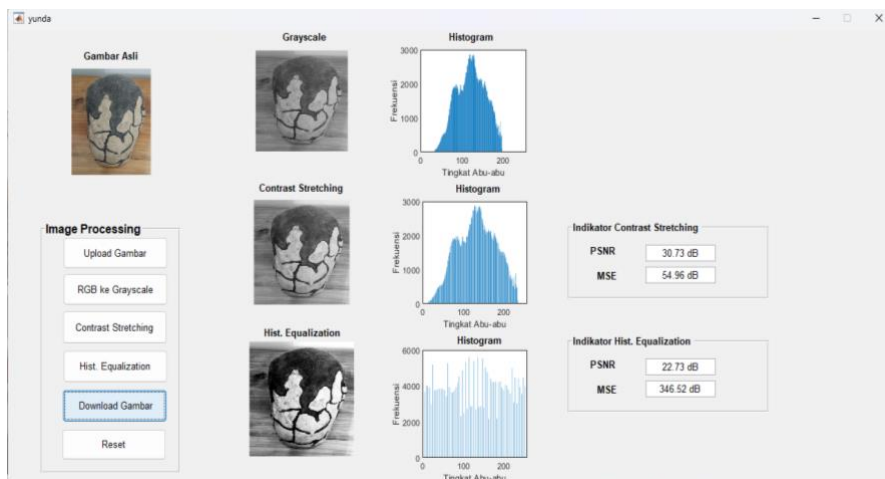 yunda
Gambar Asli
Grayscale
Histogram
3000
2000
1000
0
Frekuensi
0 100 200
Tingkat Abu-abu
Contrast Stretching
Histogram
3000
2000
1000
0
Frekuensi
0 100 200
Tingkat Abu-abu
Hist. Equalization
Histogram
6000
4000
2000
0
Frekuensi
0 100 200
Tingkat Abu-abu
Image Processing
Upload Gambar
RGB ke Grayscale
Contrast Stretching
Hist. Equalization
Download Gambar
Reset
Indikator Contrast Stretching
PSNR 30.73 dB
MSE 54.96 dB
Indikator Hist. Equalization
PSNR 22.73 dB
MSE 346.52 dB